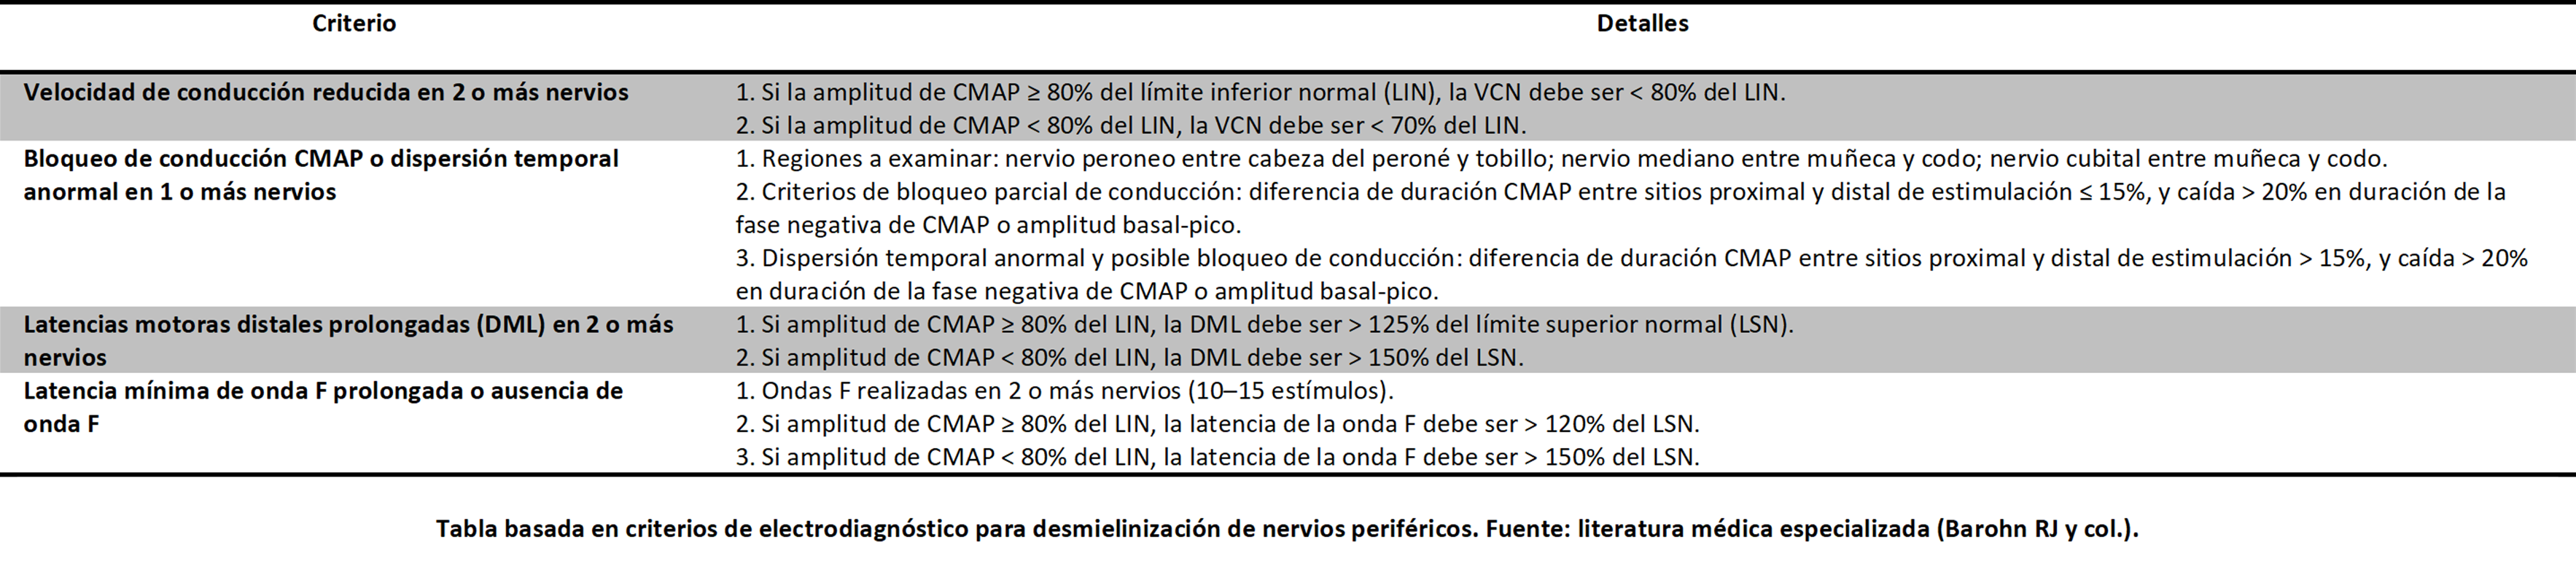 Criterio
Detalles
Velocidad de conducción reducida en 2 o más nervios
1. Si la amplitud de CMAP ≥ 80% del límite inferior normal (LIN), la VCN debe ser < 80% del LIN.
2. Si la amplitud de CMAP < 80% del LIN, la VCN debe ser < 70% del LIN.
Bloqueo de conducción CMAP o dispersión temporal
anormal en 1 o más nervios
1. Regiones a examinar: nervio peroneo entre cabeza del peroné y tobillo; nervio mediano entre muñeca y codo; nervio cubital entre muñeca y codo.
2. Criterios de bloqueo parcial de conducción: diferencia de duración CMAP entre sitios proximal y distal de estimulación ≤ 15%, y caída > 20% en duración de la
fase negativa de CMAP o amplitud basal-pico.
3. Dispersión temporal anormal y posible bloqueo de conducción: diferencia de duración CMAP entre sitios proximal y distal de estimulación > 15%, y caída > 20%
en duración de la fase negativa de CMAP o amplitud basal-pico.
Latencias motoras distales prolongadas (DML) en 2 o más
nervios
1. Si amplitud de CMAP ≥ 80% del LIN, la DML debe ser > 125% del límite superior normal (LSN).
2. Si amplitud de CMAP < 80% del LIN, la DML debe ser > 150% del LSN.
Latencia mínima de onda F prolongada o ausencia de
onda F
1. Ondas F realizadas en 2 o más nervios (10–15 estímulos).
2. Si amplitud de CMAP ≥ 80% del LIN, la latencia de la onda F debe ser > 120% del LSN.
3. Si amplitud de CMAP < 80% del LIN, la latencia de la onda F debe ser > 150% del LSN.
Tabla basada en criterios de electrodiagnóstico para desmielinización de nervios periféricos. Fuente: literatura médica especializada (Barohn RJ y col.).